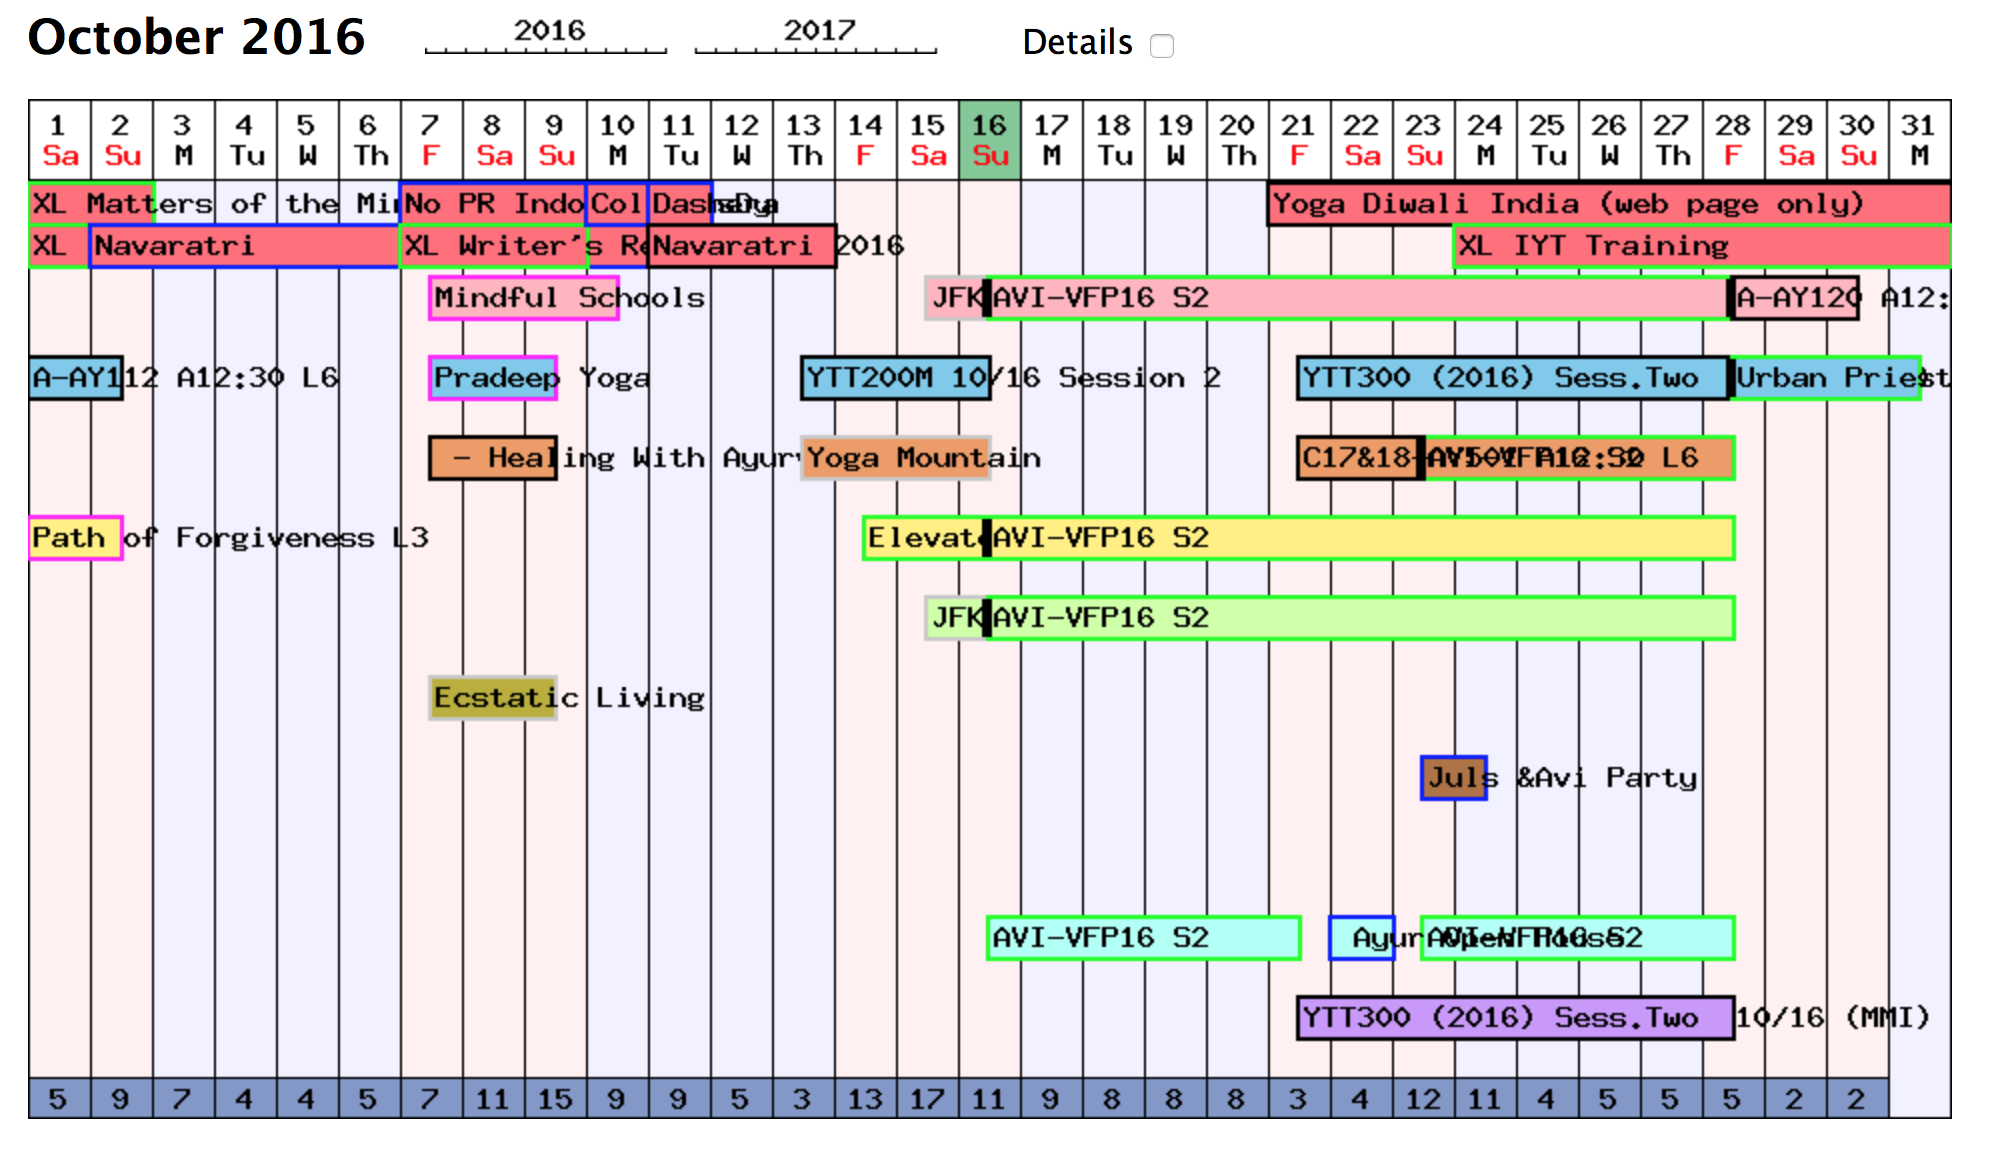 October 2016 2016 2017 Details
1 2 3 4 5 6 7 8 9 10 11 12 13 14 15 16 17 18 19 20 21 22 23 24 25 26 27 28 29 30 31
Sa Su M Tu W Th F Sa Su M Tu W Th F Sa Su M Tu W Th F Sa Su M Tu W Th F Sa Su M
XL Matters of the Mi No PR Indo Col Yoga Diwali India (web page only)
XL Navaratri XL Writer's R Navaratri 2016 XL IYT Training
Mindful Schools JFK AVI-VFP16 S2 A-AY120 A12:
A-AY112 A12:30 L6 Pradeep Yoga YTT200M 10/16 Session 2 YTT300 (2016) Sess.Two Urban Priest
- Healing With Ayur Yoga Mountain C17&18 L6
Path of Forgiveness L3 Elevat AVI-VFP16 S2
JFK AVI-VFP16 S2
Ecstatic Living
Juls &Avi Party
AVI-VFP16 S2 Ayur
YTT300 (2016) Sess.Two 10/16 (MMI)
5 9 7 4 4 5 7 11 15 9 9 5 3 13 17 11 9 8 8 8 3 4 12 11 4 5 5 5 2 2